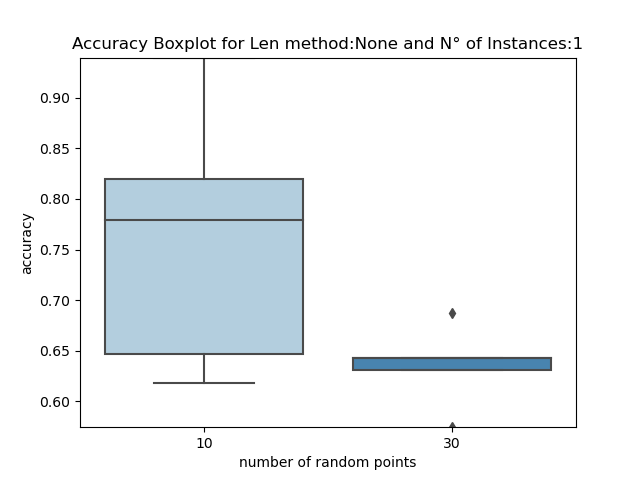 Accuracy Boxplot for Len method:None and N° of Instances:1
0.90
0.85
0.80
0.75
0.70
0.65
0.60
accuracy
10 30
number of random points